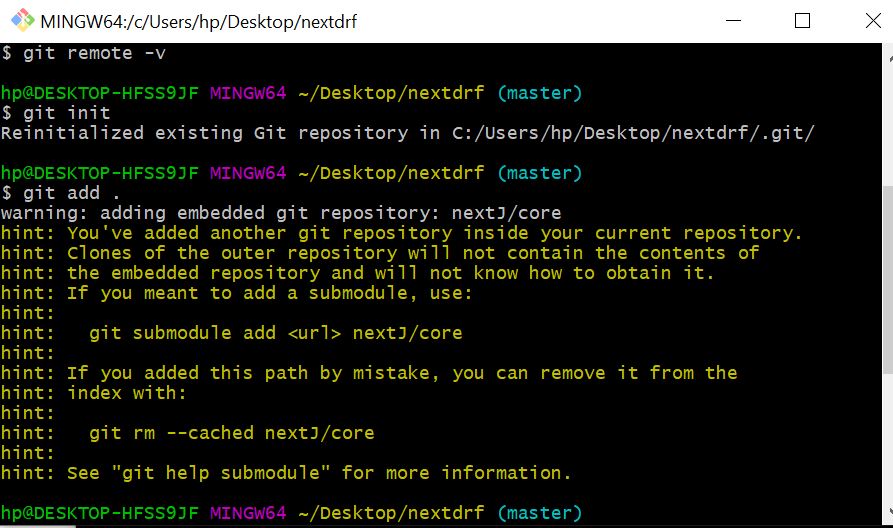 MINGW64:/c/Users/hp/Desktop/nextdrf
$ git remote -v
hp@DESKTOP-HFSS9JF MINGW64 ~/Desktop/nextdrf (master)
$ git init
Reinitialized existing Git repository in C:/Users/hp/Desktop/nextdrf/.git/
hp@DESKTOP-HFSS9JF MINGW64 ~/Desktop/nextdrf (master)
$ git add .
warning: adding embedded git repository: nextJ/core
hint: You've added another git repository inside your current repository.
hint: Clones of the outer repository will not contain the contents of
hint: the embedded repository and will not know how to obtain it.
hint: If you meant to add a submodule, use:
hint:
hint:   git submodule add <url> nextJ/core
hint:
hint: If you added this path by mistake, you can remove it from the
hint: index with:
hint:
hint:   git rm --cached nextJ/core
hint:
hint: See "git help submodule" for more information.
hp@DESKTOP-HFSS9JF MINGW64 ~/Desktop/nextdrf (master)